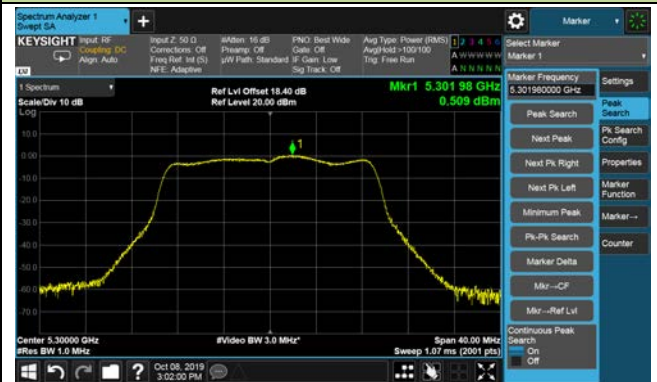 Spectrum Analyzer 1
Swept SA
Marker
KEYSIGHT
Input: RF
Coupling: DC
Align: Auto
Input Z: 50 Ω
Corrections: Off
Freq Ref: Int (S)
NFE: Adaptive
#Atten: 16 dB
Preamp: Off
µW Path: Standard
PNO: Best Wide
Gate: Off
IF Gain: Low
Sig Track: Off
Avg Type: Power (RMS)
Avg|Hold:>100/100
Trig: Free Run
1 2 3 4 5 6
A W W W W W
A N N N N N
LXI
Select Marker
Marker 1
1 Spectrum
Scale/Div 10 dB
Log
Ref Lvl Offset 18.40 dB
Ref Level 20.00 dBm
Mkr1 5.301 98 GHz
0.509 dBm
10.0
0.00
-10.0
-20.0
-30.0
-40.0
-50.0
-60.0
-70.0
1
Center 5.30000 GHz
#Res BW 1.0 MHz
#Video BW 3.0 MHz*
Span 40.00 MHz
Sweep 1.07 ms (2001 pts)
Marker Frequency
5.301980000 GHz
Peak Search
Next Peak
Next Pk Right
Next Pk Left
Minimum Peak
Pk-Pk Search
Marker Delta
Mkr→CF
Mkr→Ref Lvl
Continuous Peak
Search
On
Off
Settings
Peak
Search
Pk Search
Config
Properties
Marker
Function
Marker→
Counter
?
Oct 08, 2019
3:02:00 PM